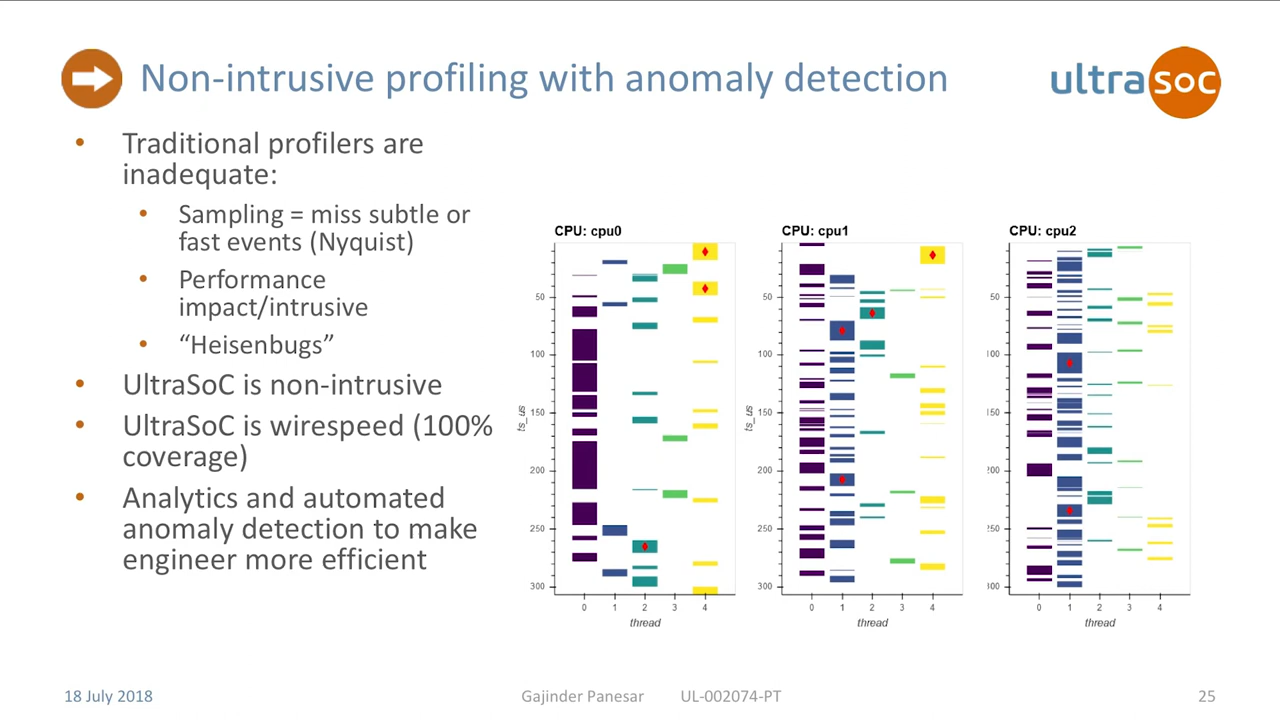 Non-intrusive profiling with anomaly detection
ultrasoc
• Traditional profilers are
inadequate:
• Sampling = miss subtle or
fast events (Nyquist)
• Performance
impact/intrusive
• “Heisenbugs”
• UltraSoC is non-intrusive
• UltraSoC is wirespeed (100%
coverage)
• Analytics and automated
anomaly detection to make
engineer more efficient
CPU: cpu0
50
100
150
200
250
300
ts_us
0 1 2 3 4
thread
CPU: cpu1
50
100
150
200
250
300
ts_us
0 1 2 3 4
thread
CPU: cpu2
50
100
150
200
250
300
0 1 2 3 4
thread
18 July 2018
Gajinder Panesar UL-002074-PT
25